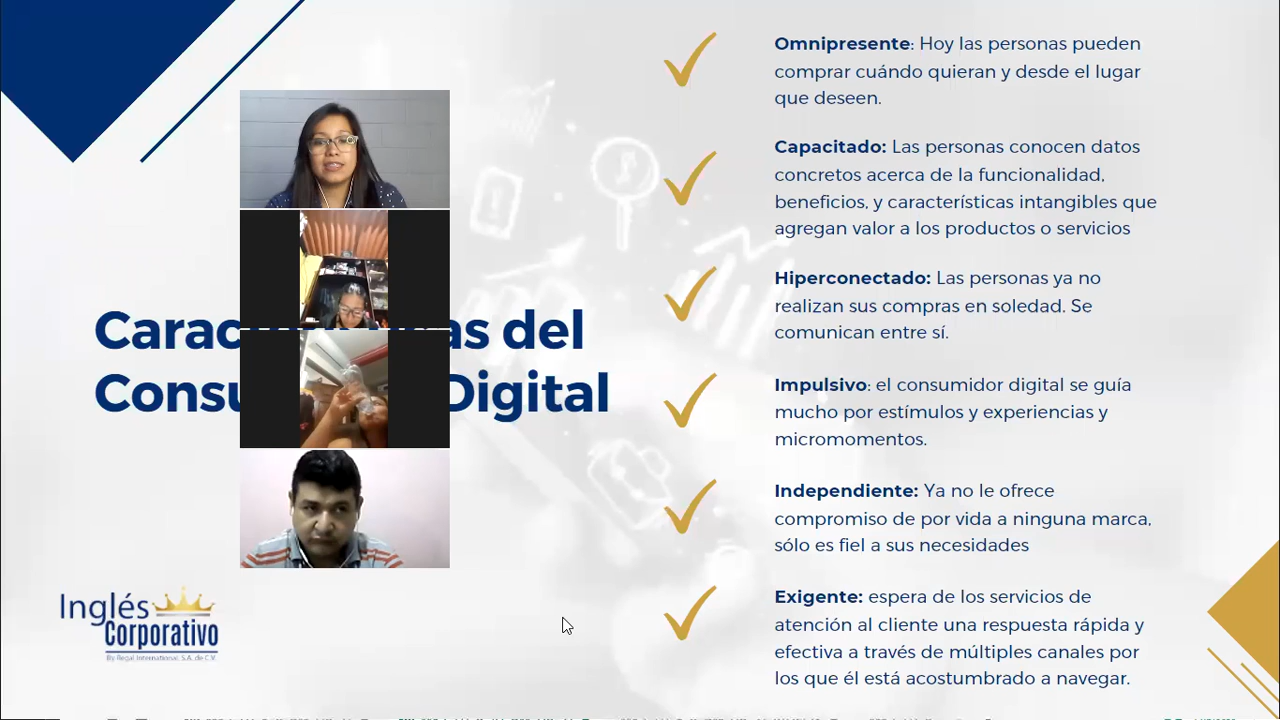 Carac as del
Consu Digital
Omnipresente: Hoy las personas pueden
comprar cuándo quieran y desde el lugar
que deseen.
Capacitado: Las personas conocen datos
concretos acerca de la funcionalidad,
beneficios, y características intangibles que
agregan valor a los productos o servicios
Hiperconectado: Las personas ya no
realizan sus compras en soledad. Se
comunican entre sí.
Impulsivo: el consumidor digital se guía
mucho por estímulos y experiencias y
micromomentos.
Independiente: Ya no le ofrece
compromiso de por vida a ninguna marca,
sólo es fiel a sus necesidades
Exigente: espera de los servicios de
atención al cliente una respuesta rápida y
efectiva a través de múltiples canales por
los que él está acostumbrado a navegar.
Inglés
Corporativo
By Regal International, S.A. de C.V.